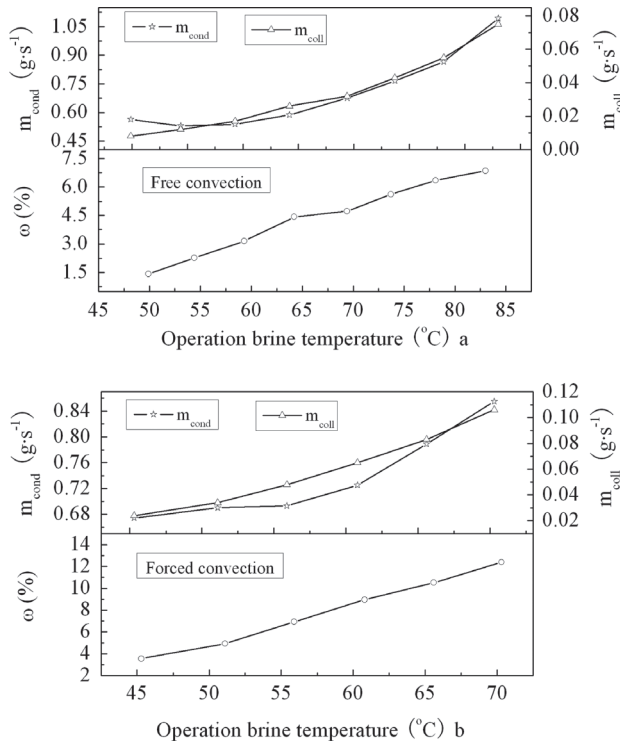 m_cond m_coll
m_cond (g·s⁻¹)
1.05
0.90
0.75
0.60
0.45
m_coll (g·s⁻¹)
0.08
0.06
0.04
0.02
0.00
Free convection
ω (%)
7.5
6.0
4.5
3.0
1.5
45 50 55 60 65 70 75 80 85
Operation brine temperature (°C) a
m_cond m_coll
m_cond (g·s⁻¹)
0.84
0.80
0.76
0.72
0.68
m_coll (g·s⁻¹)
0.12
0.10
0.08
0.06
0.04
0.02
Forced convection
ω (%)
14
12
10
8
6
4
2
45 50 55 60 65 70
Operation brine temperature (°C) b